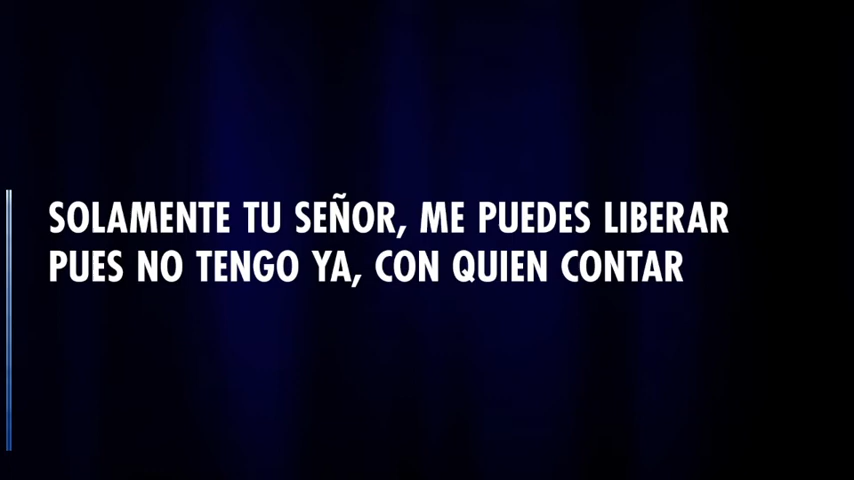 SOLAMENTE TU SEÑOR, ME PUEDES LIBERAR
PUES NO TENGO YA, CON QUIEN CONTAR